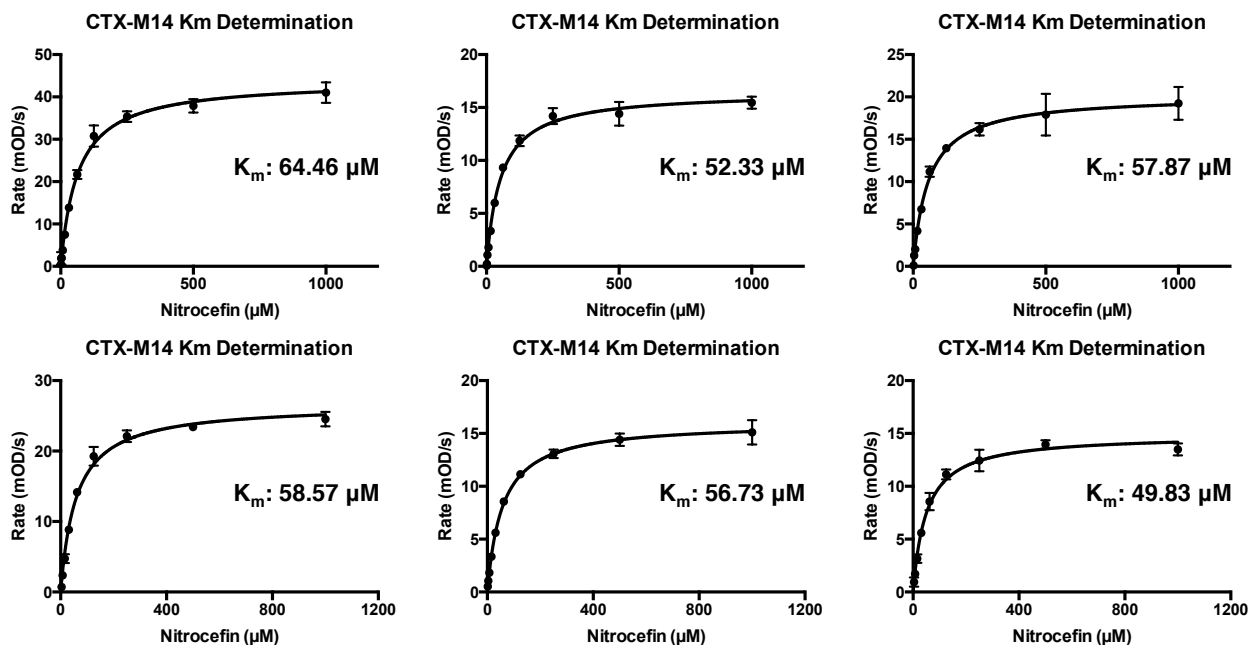 CTX-M14 Km Determination
50
40
30
20
10
0
Rate (mOD/s)
Km: 64.46 µM
0 500 1000
Nitrocefin (µM)
CTX-M14 Km Determination
20
15
10
5
0
Rate (mOD/s)
Km: 52.33 µM
0 500 1000
Nitrocefin (µM)
CTX-M14 Km Determination
25
20
15
10
5
0
Rate (mOD/s)
Km: 57.87 µM
0 500 1000
Nitrocefin (µM)
CTX-M14 Km Determination
30
20
10
0
Rate (mOD/s)
Km: 58.57 µM
0 400 800 1200
Nitrocefin (µM)
CTX-M14 Km Determination
20
15
10
5
0
Rate (mOD/s)
Km: 56.73 µM
0 400 800 1200
Nitrocefin (µM)
CTX-M14 Km Determination
20
15
10
5
0
Rate (mOD/s)
Km: 49.83 µM
0 400 800 1200
Nitrocefin (µM)